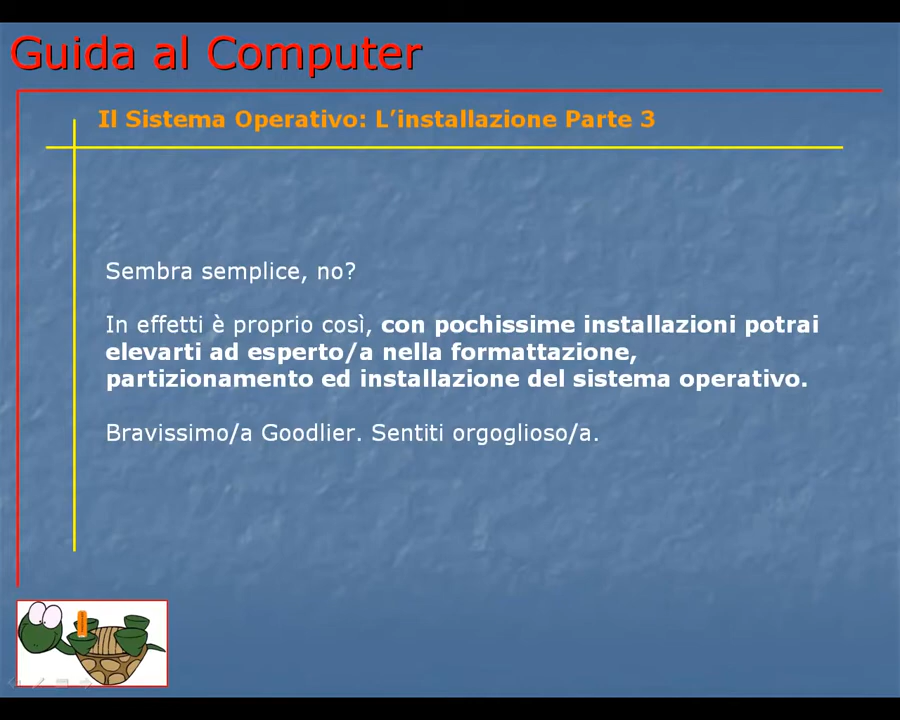 Guida al Computer
Il Sistema Operativo: L’installazione Parte 3
Sembra semplice, no?
In effetti è proprio così, con pochissime installazioni potrai
elevarti ad esperto/a nella formattazione,
partizionamento ed installazione del sistema operativo.
Bravissimo/a Goodlier. Sentiti orgoglioso/a.